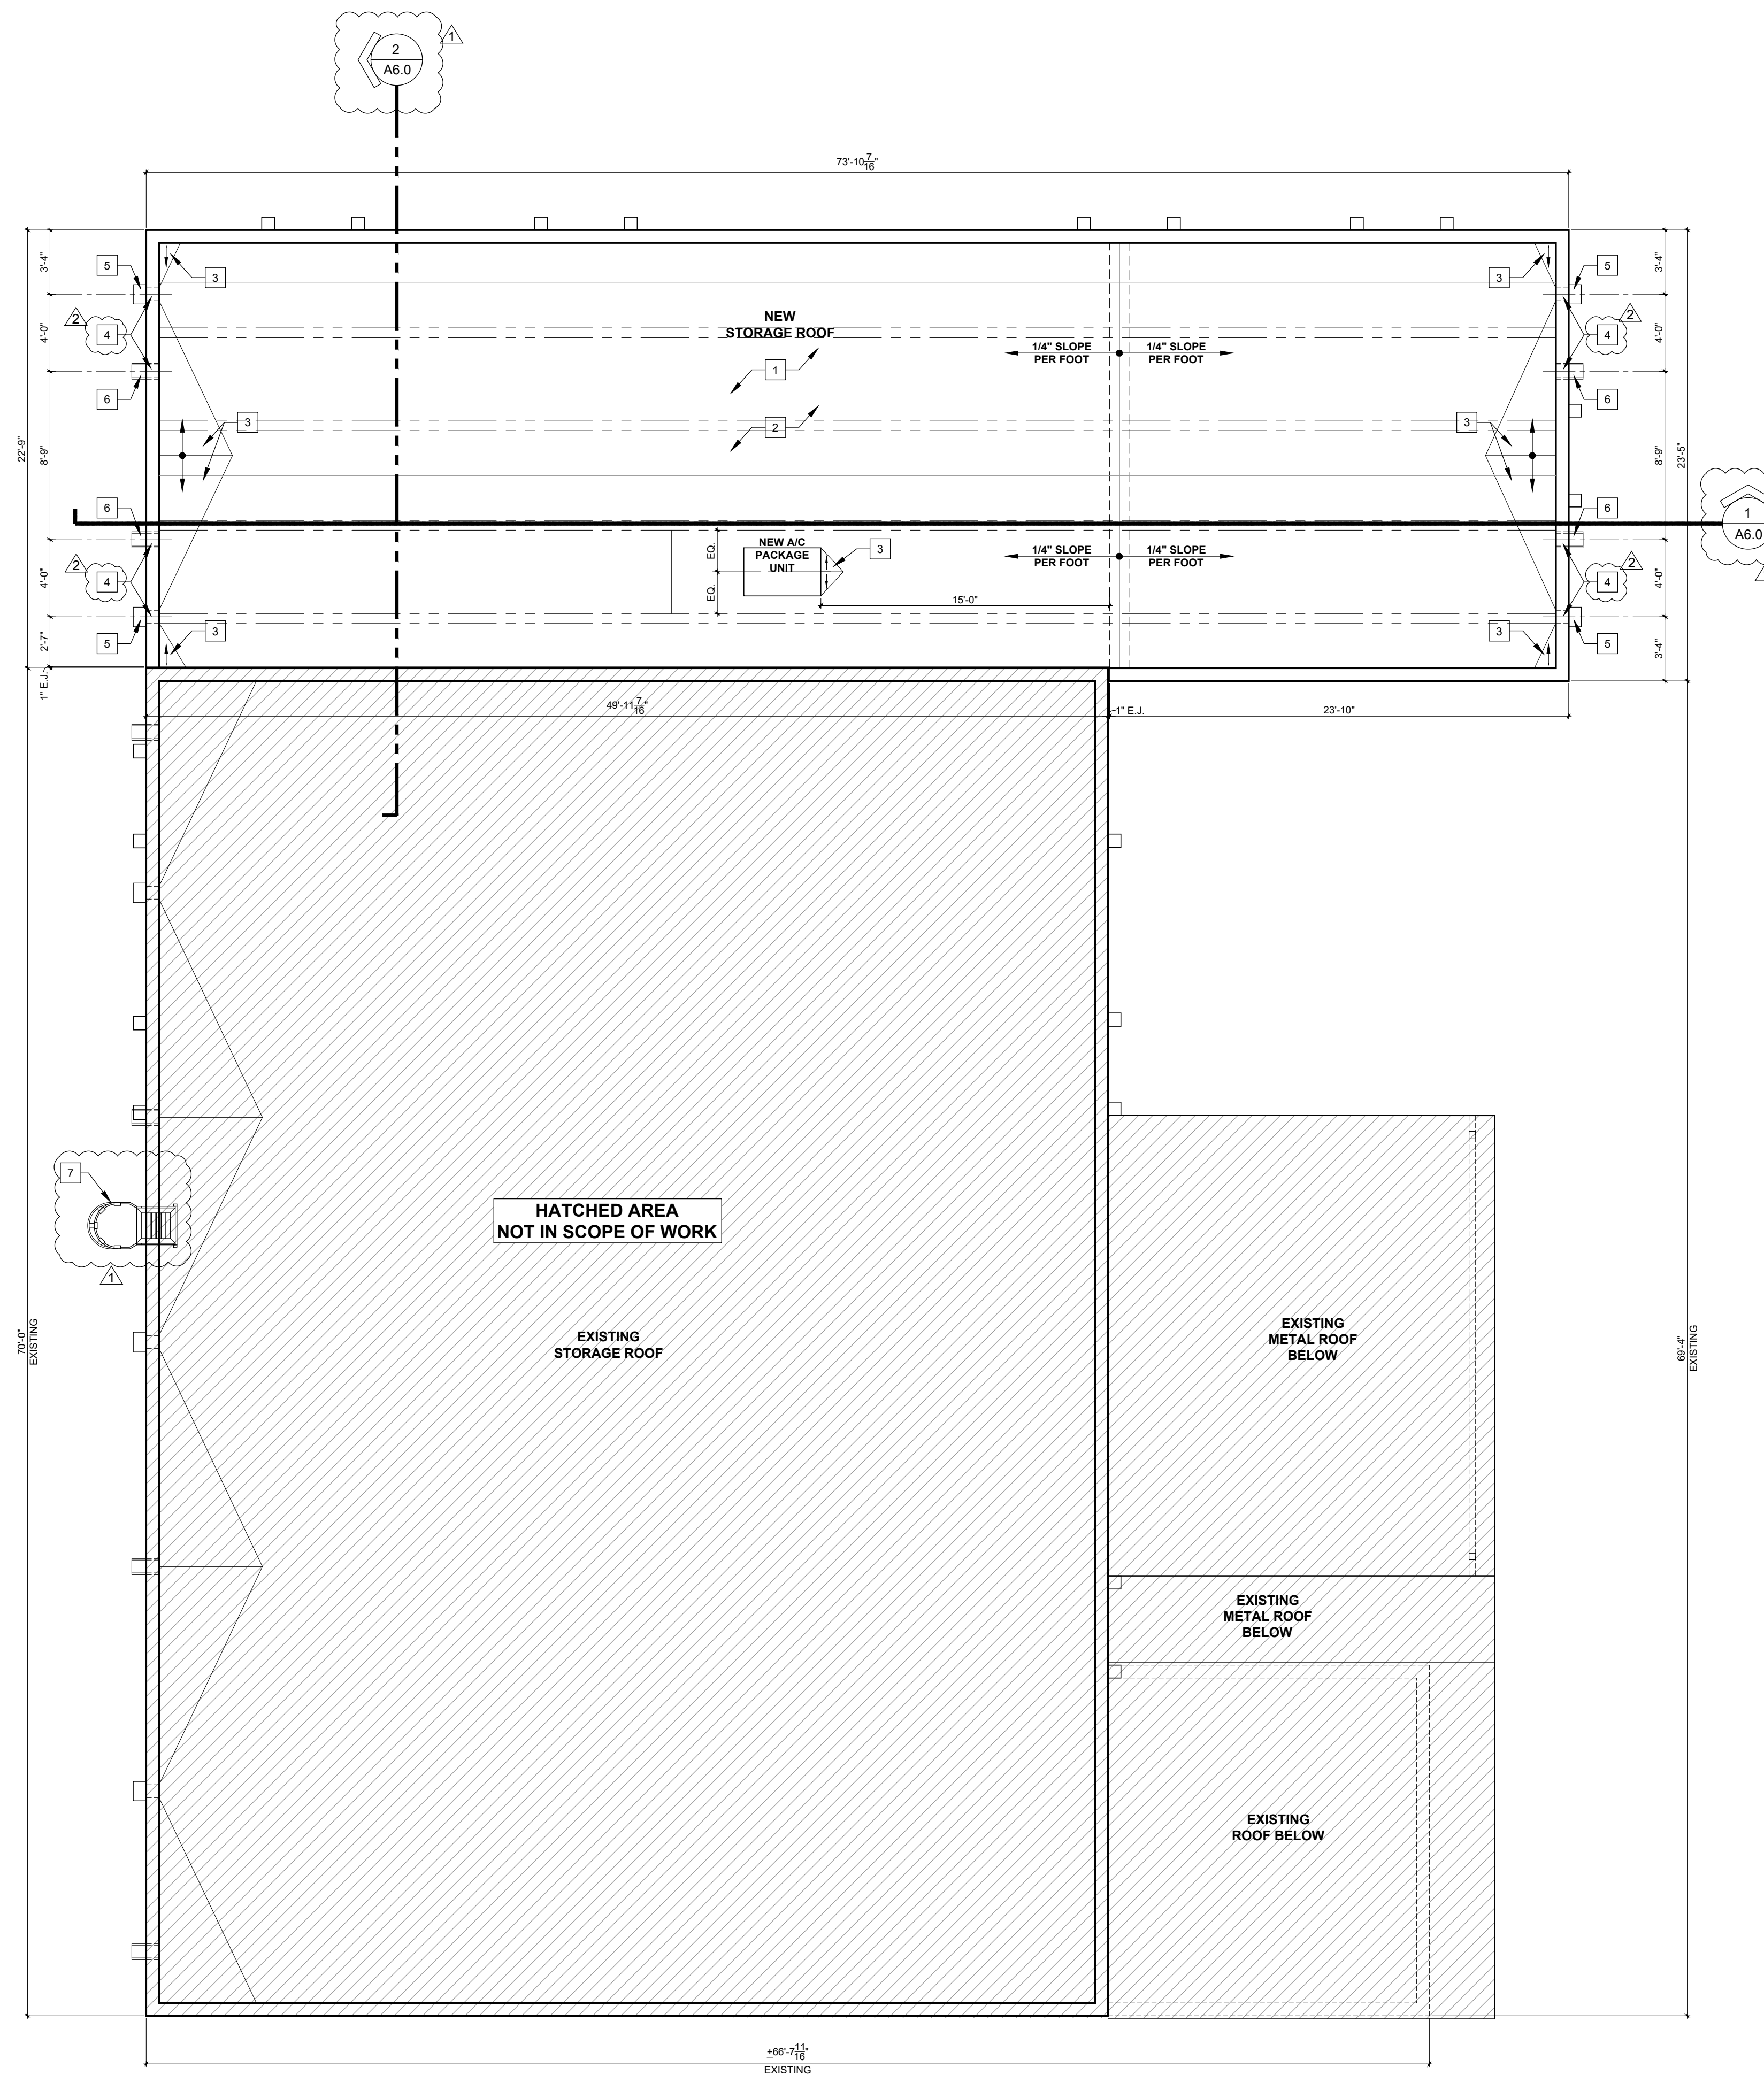 2
A6.0
1
73'-10 7/16"
5
3
3
5
3'-4"
3'-4"
2
4
4'-0"
NEW
STORAGE ROOF
2
4
4'-0"
1/4" SLOPE
PER FOOT
1/4" SLOPE
PER FOOT
1
6
6
3
2
3
22'-9"
8'-9"
8'-9"
23'-5"
6
6
1
A6.0
NEW A/C
PACKAGE
UNIT
3
EQ.
EQ.
1/4" SLOPE
PER FOOT
1/4" SLOPE
PER FOOT
2
4
4'-0"
2
4
4'-0"
15'-0"
3
3
5
5
2'-7"
3'-4"
1" E.J.
49'-11 7/16"
1" E.J.
23'-10"
7
1
HATCHED AREA
NOT IN SCOPE OF WORK
EXISTING
STORAGE ROOF
EXISTING
METAL ROOF
BELOW
70'-0"
EXISTING
69'-4"
EXISTING
EXISTING
METAL ROOF
BELOW
EXISTING
ROOF BELOW
±66'-7 11/16"
EXISTING